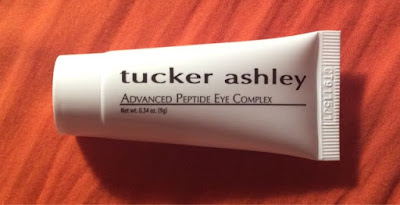 tucker ashley
ADVANCED PEPTIDE EYE COMPLEX
Net wt. 0.34 oz. (9g)